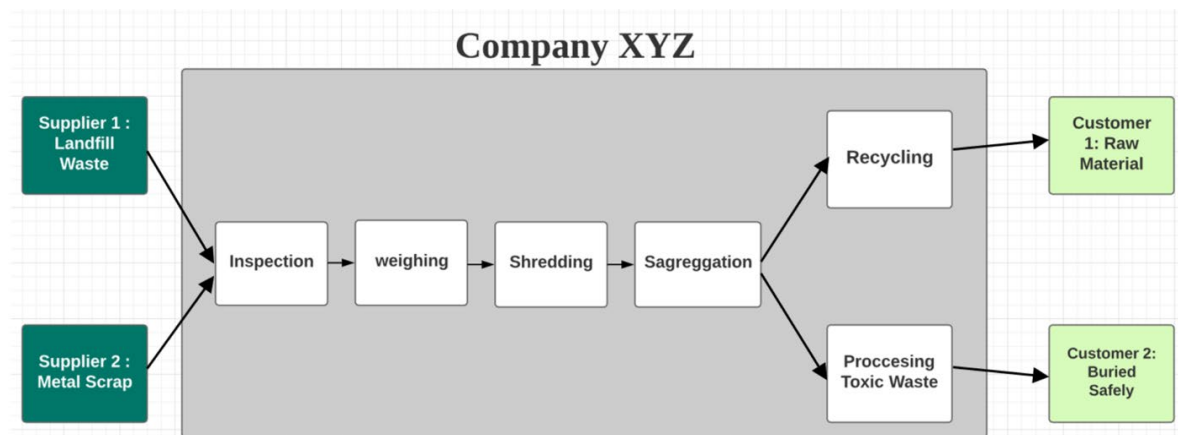 Company XYZ
Supplier 1 :
Landfill
Waste
Supplier 2 :
Metal Scrap
Inspection
weighing
Shredding
Sagreggation
Recycling
Proccesing
Toxic Waste
Customer
1: Raw
Material
Customer 2:
Buried
Safely